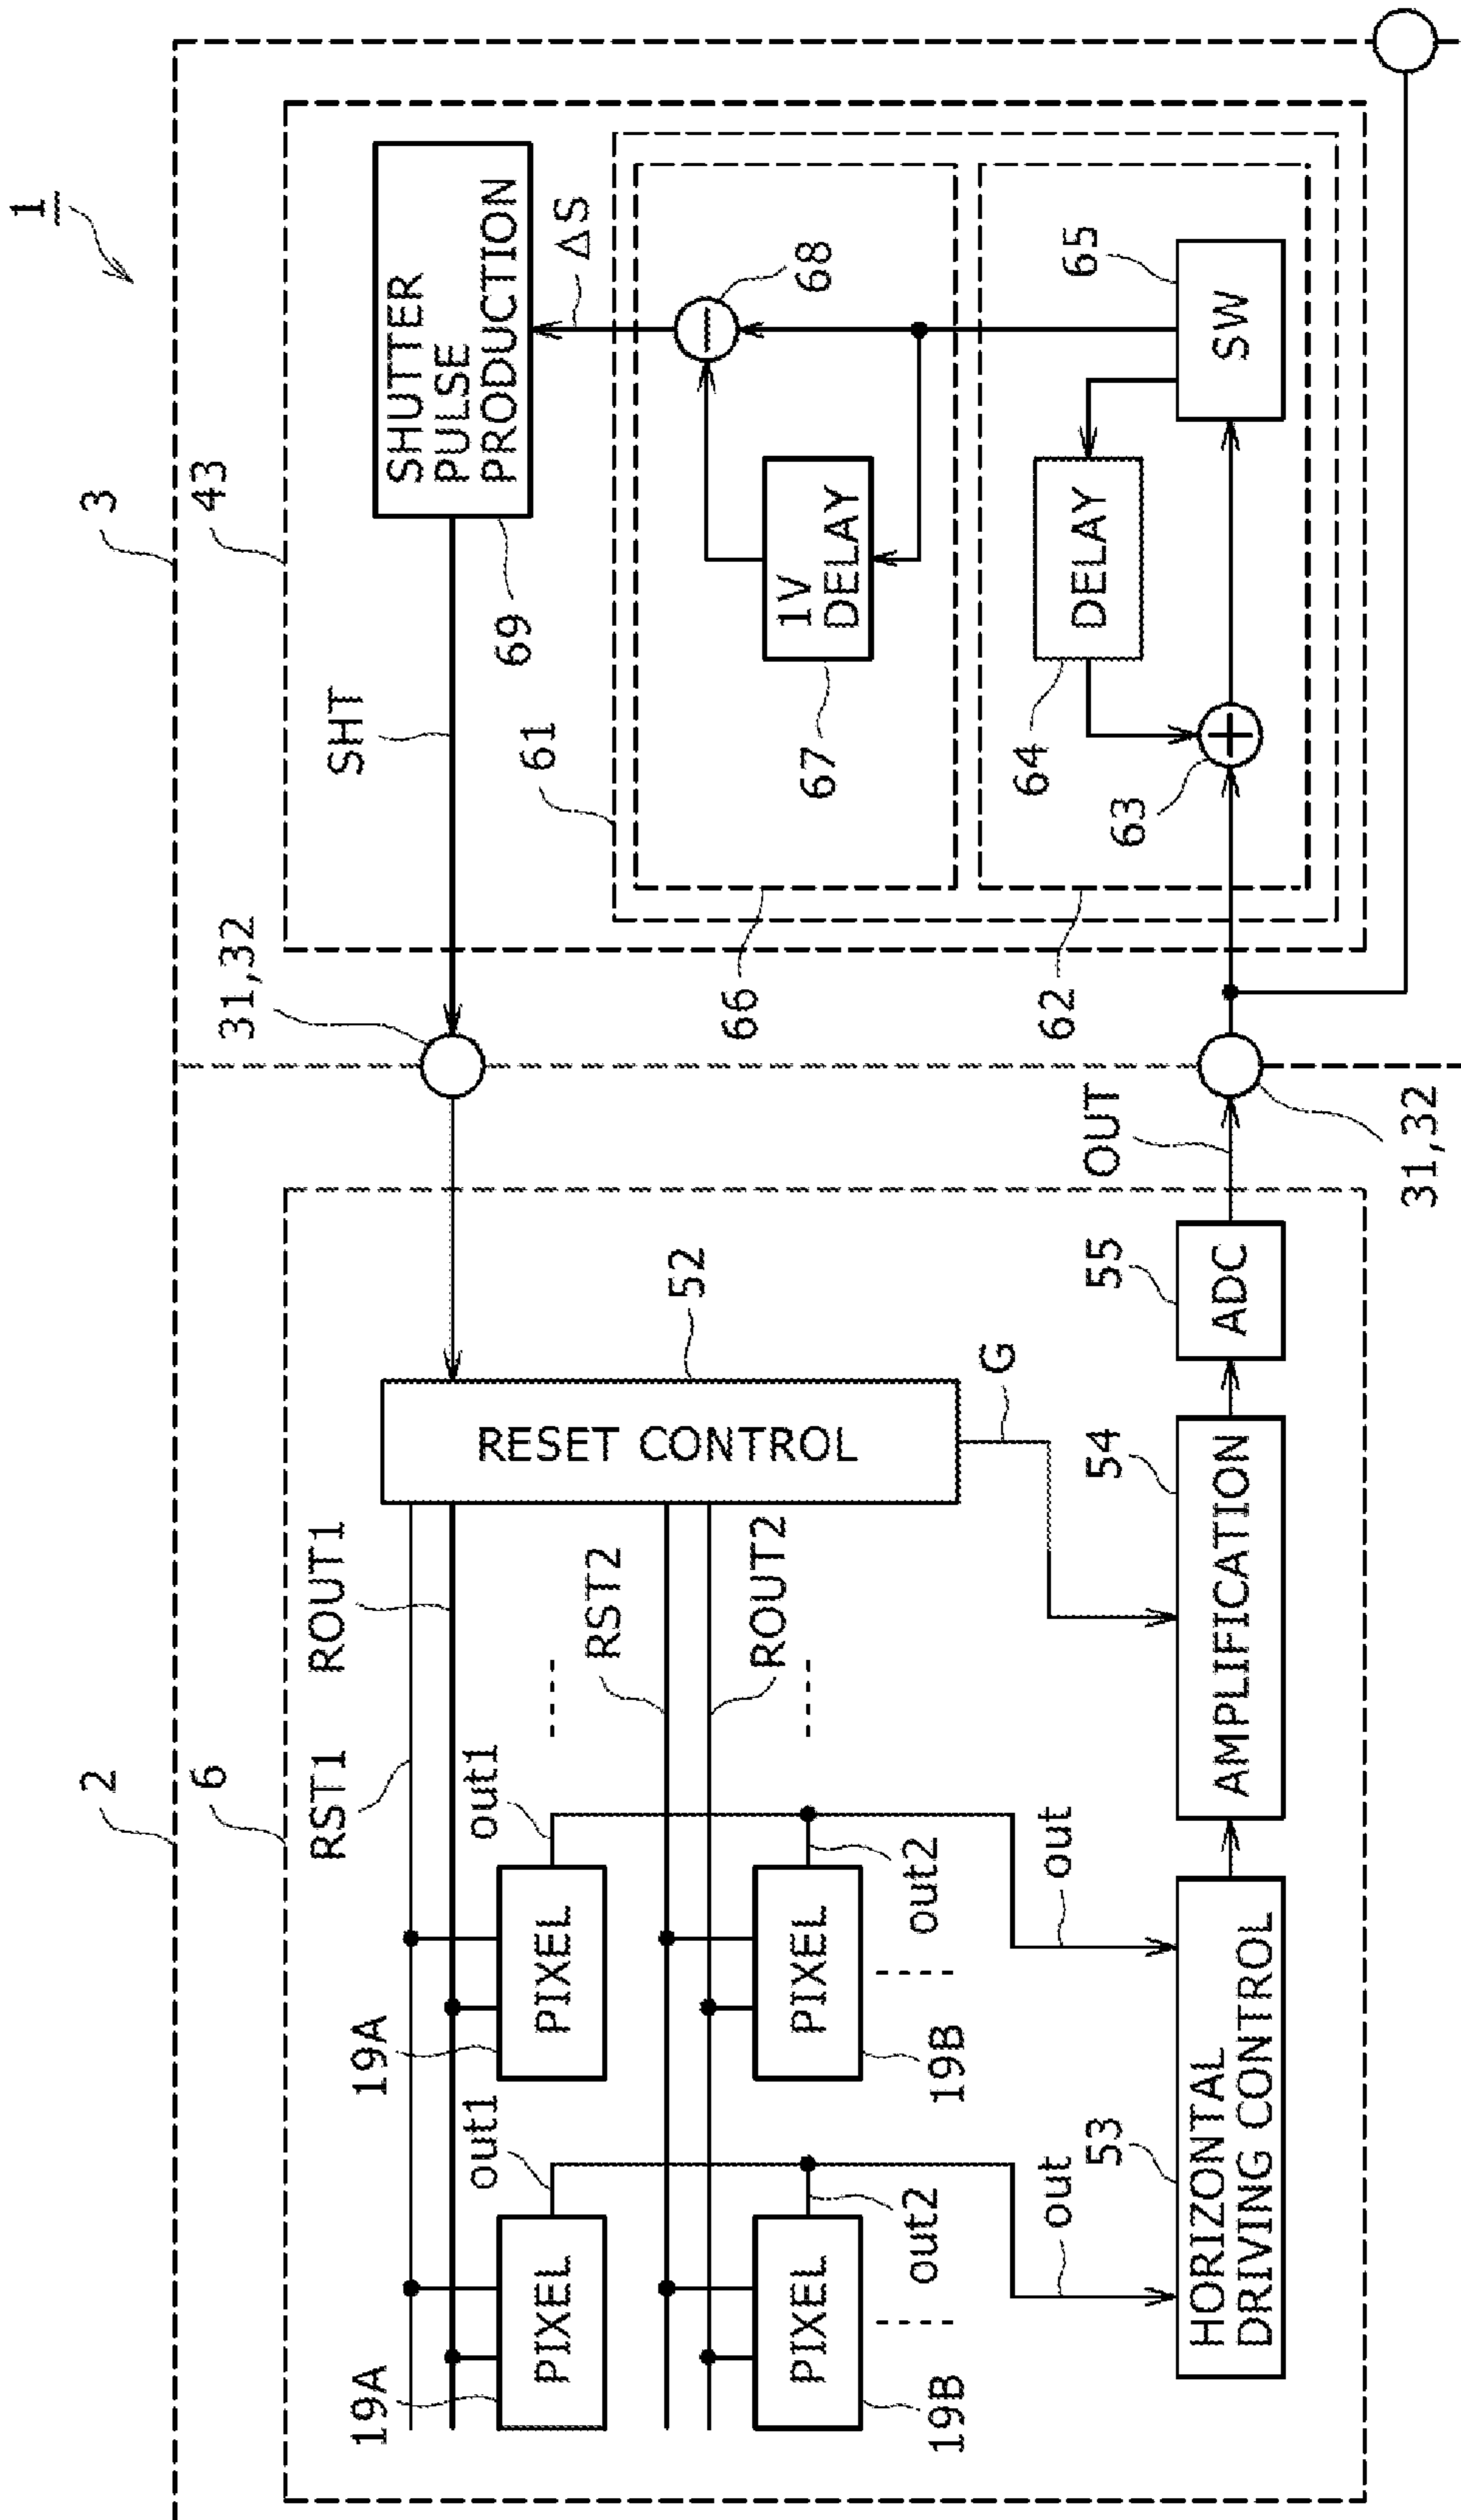 1
2
3
6
43
RST1
ROUT1
31,32
SHT
SHUTTER
PULSE
PRODUCTION
69
19A
out1
19A
out1
PIXEL
PIXEL
RST2
ROUT2
RESET CONTROL
52
61
ΔS
PIXEL
PIXEL
out2
out2
19B
19B
66
1V
DELAY
67
68
G
out
out
62
DELAY
64
63
65
SW
53
HORIZONTAL
DRIVING CONTROL
54
AMPLIFICATION
55
ADC
OUT
31,32